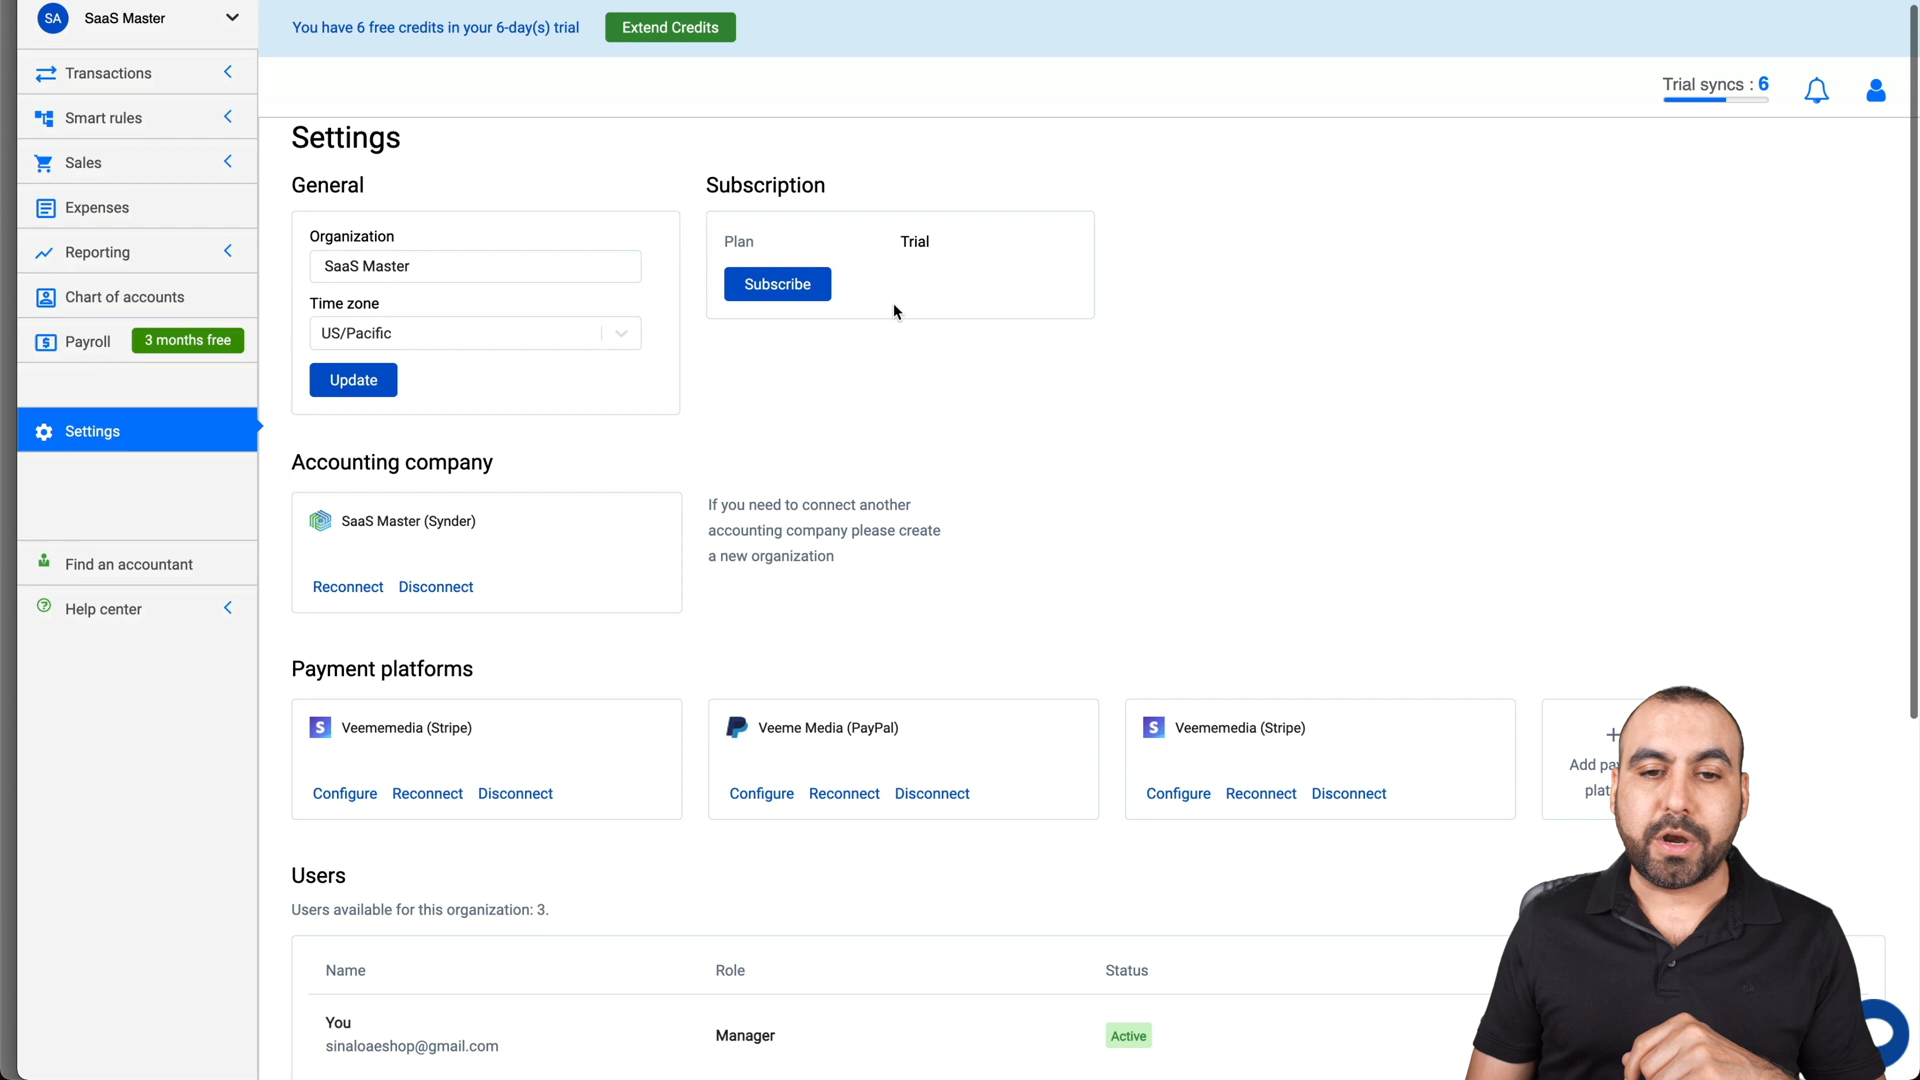 SA SaaS Master
You have 6 free credits in your 6-day(s) trial Extend Credits
Transactions
Smart rules
Sales
Expenses
Reporting
Chart of accounts
Payroll 3 months free
Settings
Find an accountant
Help center
Trial syncs : 6
Settings
General
Organization
SaaS Master
Time zone
US/Pacific
Update
Subscription
Plan Trial
Subscribe
Accounting company
SaaS Master (Synder)
Reconnect Disconnect
If you need to connect another
accounting company please create
a new organization
Payment platforms
S Veememedia (Stripe)
Configure Reconnect Disconnect
Veeme Media (PayPal)
Configure Reconnect Disconnect
S Veememedia (Stripe)
Configure Reconnect Disconnect
Add
Users
Users available for this organization: 3.
Name Role Status
You
sinaloaeshop@gmail.com
Manager
Active